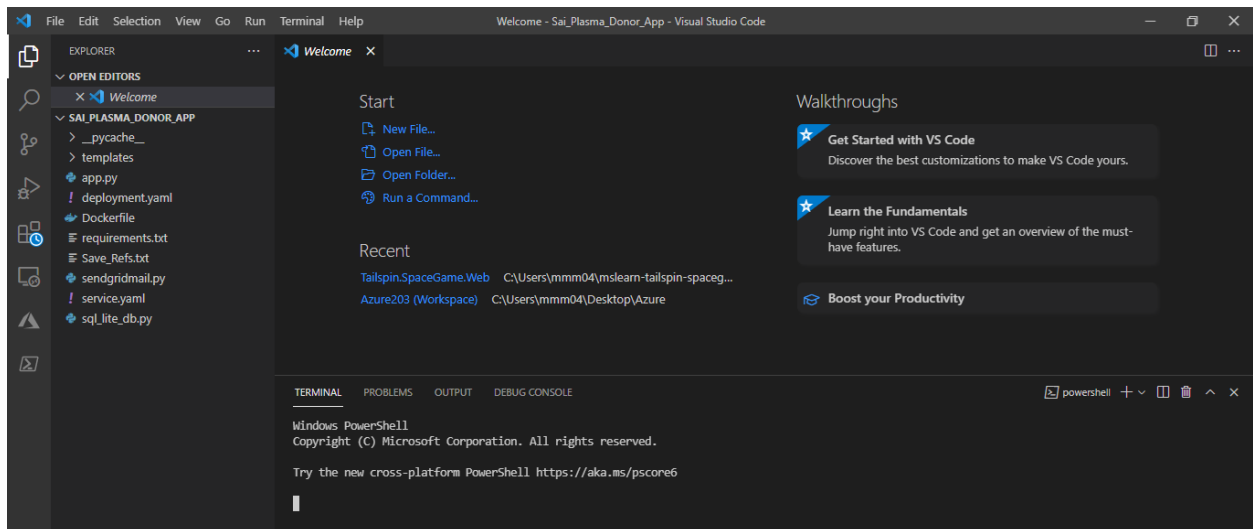 File Edit Selection View Go Run Terminal Help Welcome - Sai_Plasma_Donor_App - Visual Studio Code
EXPLORER
OPEN EDITORS
Welcome
SAI_PLASMA_DONOR_APP
__pycache__
templates
app.py
deployment.yaml
Dockerfile
requirements.txt
Save_Refs.txt
sendgridmail.py
service.yaml
sql_lite_db.py
Welcome
Start
New File...
Open File...
Open Folder...
Run a Command...
Recent
Tailspin.SpaceGame.Web C:\Users\mmm04\mslearn-tailspin-spaceg...
Azure203 (Workspace) C:\Users\mmm04\Desktop\Azure
Walkthroughs
Get Started with VS Code
Discover the best customizations to make VS Code yours.
Learn the Fundamentals
Jump right into VS Code and get an overview of the must-
have features.
Boost your Productivity
TERMINAL PROBLEMS OUTPUT DEBUG CONSOLE powershell
Windows PowerShell
Copyright (C) Microsoft Corporation. All rights reserved.
Try the new cross-platform PowerShell https://aka.ms/pscore6